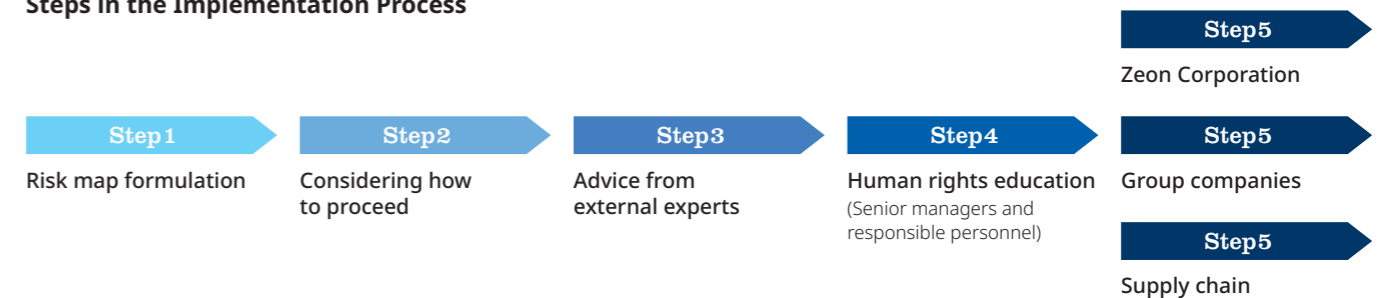 Steps in the Implementation Process
Step1
Risk map formulation
Step2
Considering how
to proceed
Step3
Advice from
external experts
Step4
Human rights education
(Senior managers and
responsible personnel)
Step5
Zeon Corporation
Step5
Group companies
Step5
Supply chain